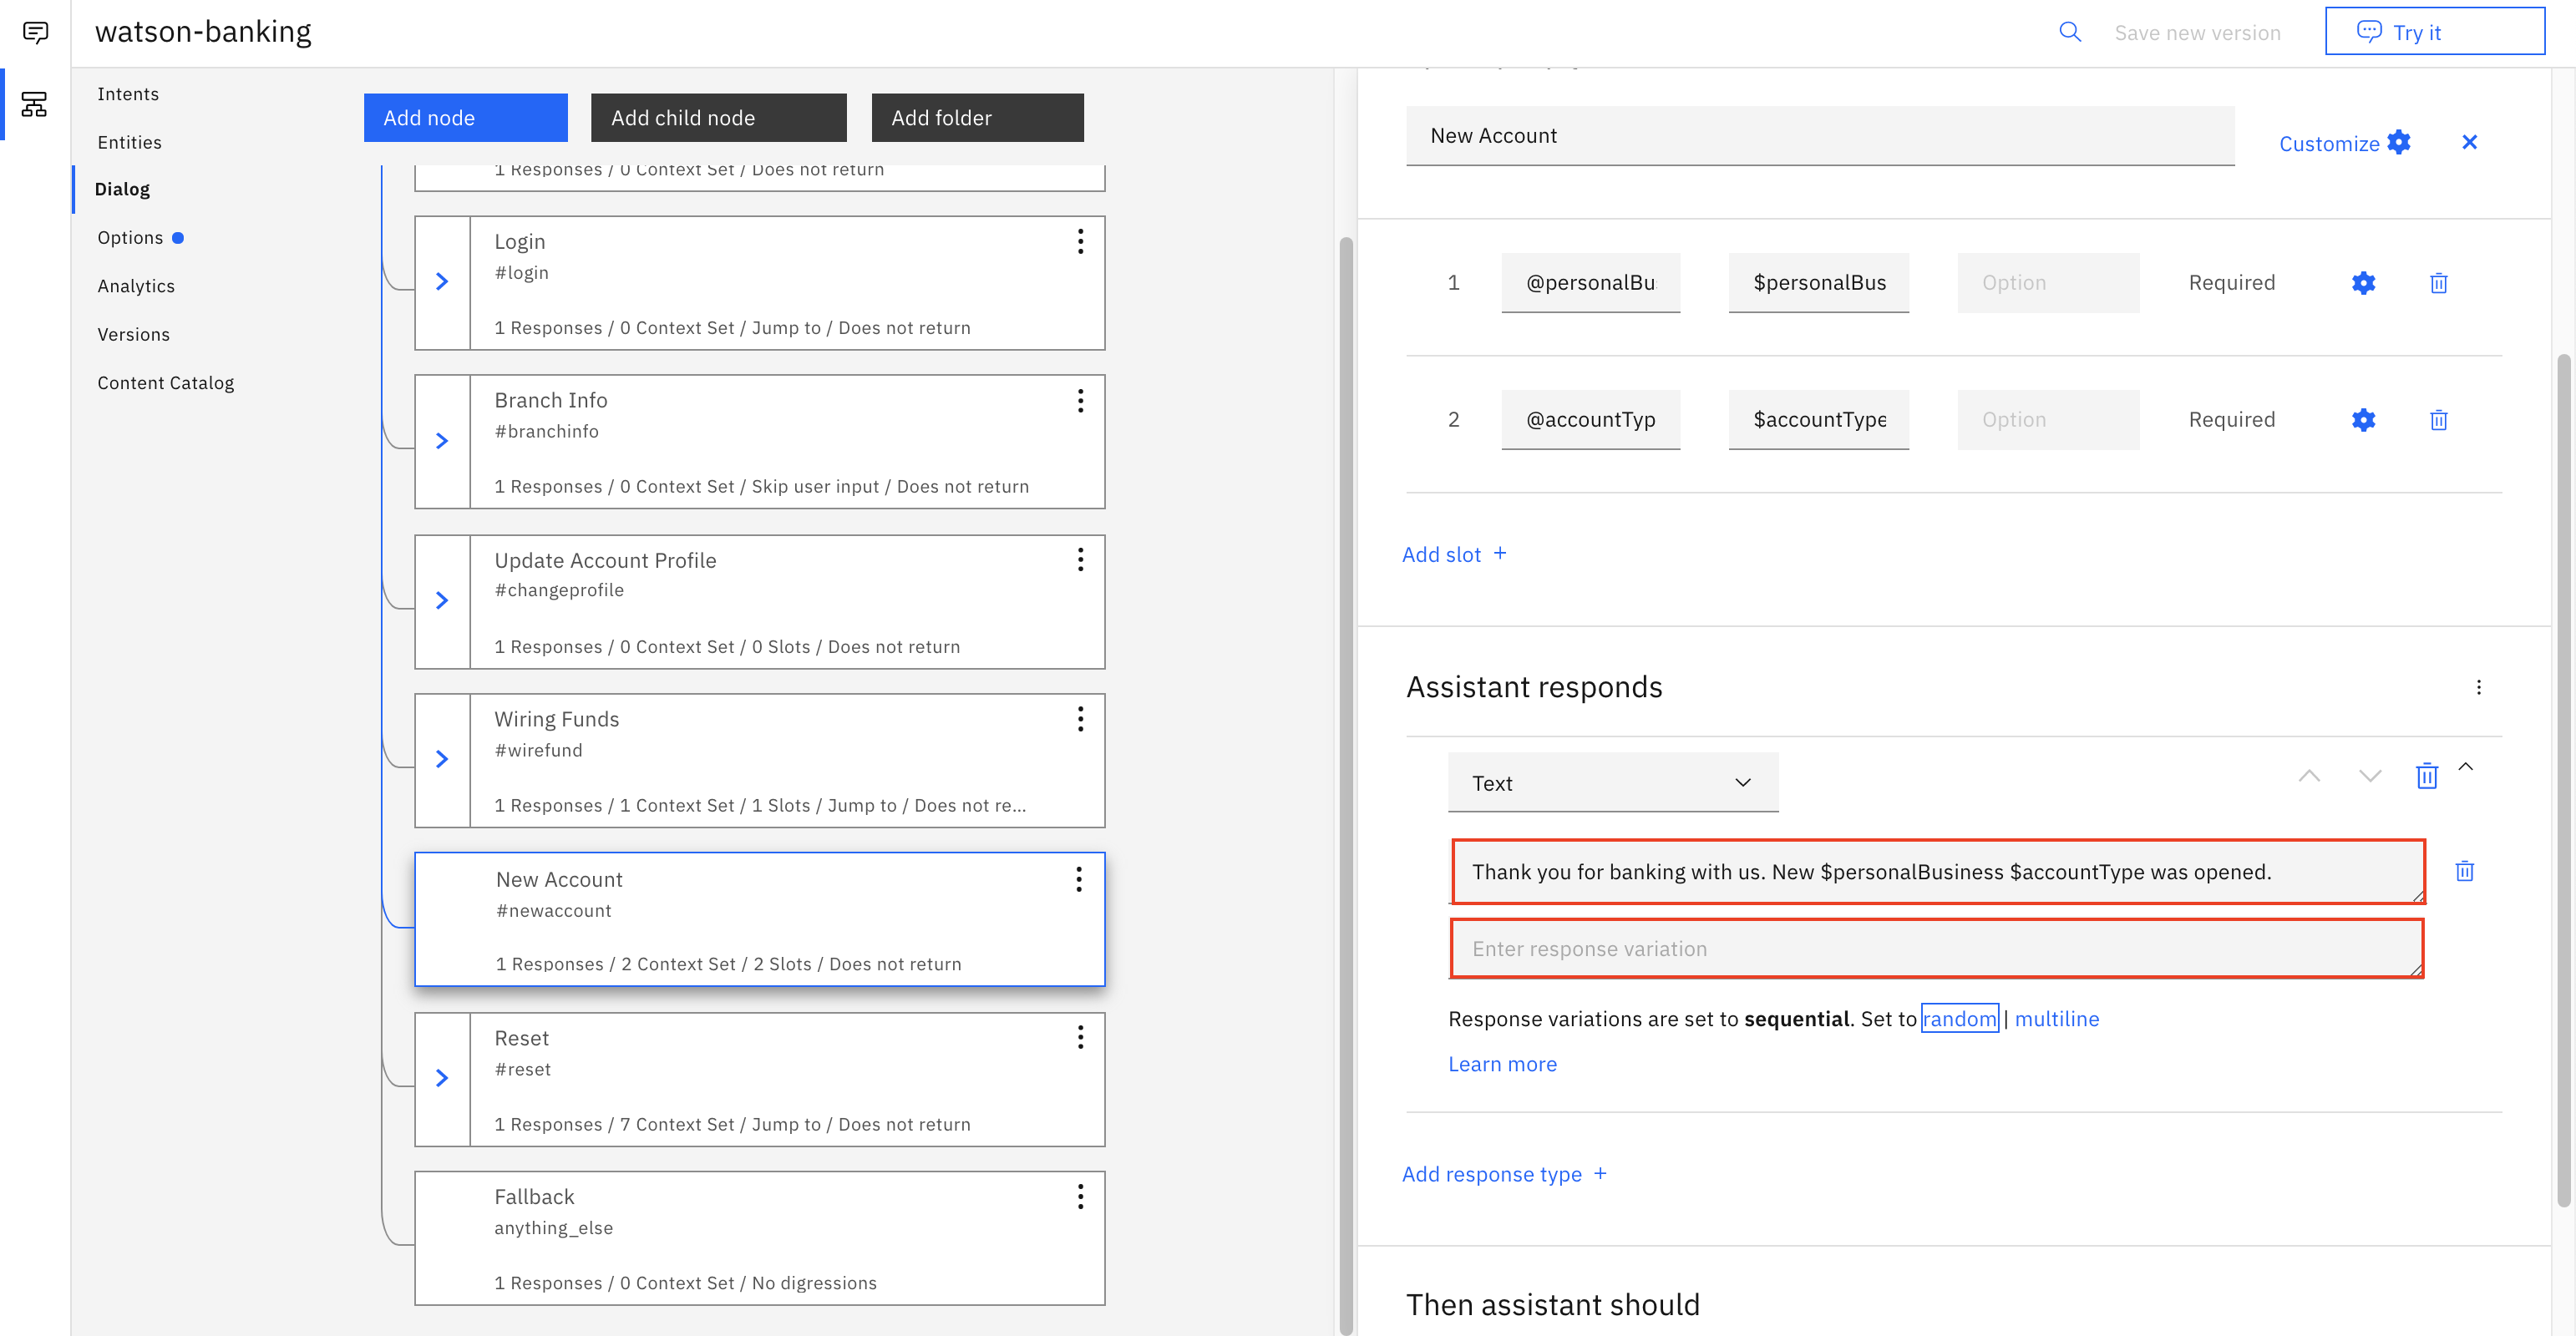 watson-banking
Save new version
Try it
Intents
Entities
Dialog
Options
Analytics
Versions
Content Catalog
Add node
Add child node
Add folder
1 Responses / 0 Context Set / Does not return
Login
#login
1 Responses / 0 Context Set / Jump to / Does not return
Branch Info
#branchinfo
1 Responses / 0 Context Set / Skip user input / Does not return
Update Account Profile
#changeprofile
1 Responses / 0 Context Set / 0 Slots / Does not return
Wiring Funds
#wirefund
1 Responses / 1 Context Set / 1 Slots / Jump to / Does not re...
New Account
#newaccount
1 Responses / 2 Context Set / 2 Slots / Does not return
Reset
#reset
1 Responses / 7 Context Set / Jump to / Does not return
Fallback
anything_else
1 Responses / 0 Context Set / No digressions
New Account
Customize
1 @personalBu $personalBus Option Required
2 @accountTyp $accountType Option Required
Add slot +
Assistant responds
Text
Thank you for banking with us. New $personalBusiness $accountType was opened.
Enter response variation
Response variations are set to sequential. Set to random | multiline
Learn more
Add response type +
Then assistant should